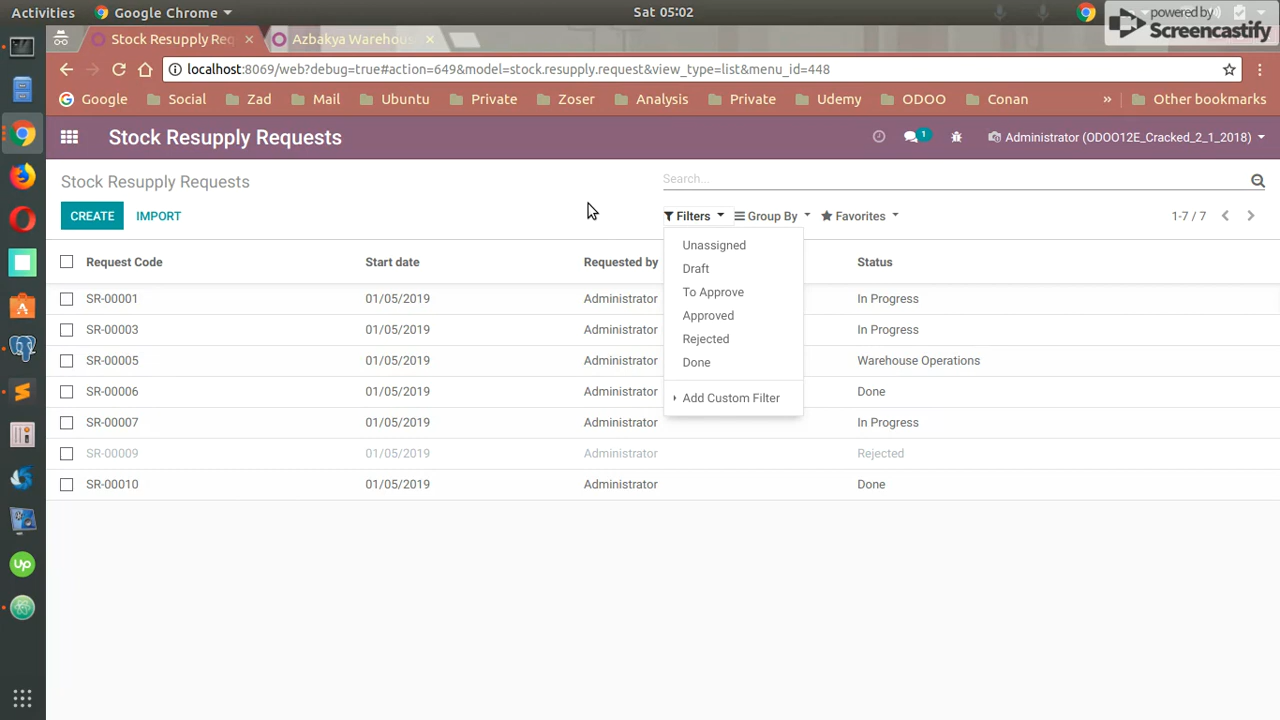 Activities Google Chrome Sat 05:02
powered by
Screencastify
Stock Resupply Req Azbakya Warehous
localhost:8069/web?debug=true#action=649&model=stock.resupply.request&view_type=list&menu_id=448
Google Social Zad Mail Ubuntu Private Zoser Analysis Private Udemy ODOO Conan » Other bookmarks
Stock Resupply Requests 1 Administrator (ODOO12E_Cracked_2_1_2018)
Stock Resupply Requests Search...
CREATE IMPORT Filters Group By Favorites 1-7 / 7
Unassigned
Draft
To Approve
Approved
Rejected
Done
Add Custom Filter
Request Code Start date Requested by Status
SR-00001 01/05/2019 Administrator In Progress
SR-00003 01/05/2019 Administrator In Progress
SR-00005 01/05/2019 Administrator Warehouse Operations
SR-00006 01/05/2019 Administrator Done
SR-00007 01/05/2019 Administrator In Progress
SR-00009 01/05/2019 Administrator Rejected
SR-00010 01/05/2019 Administrator Done
Up